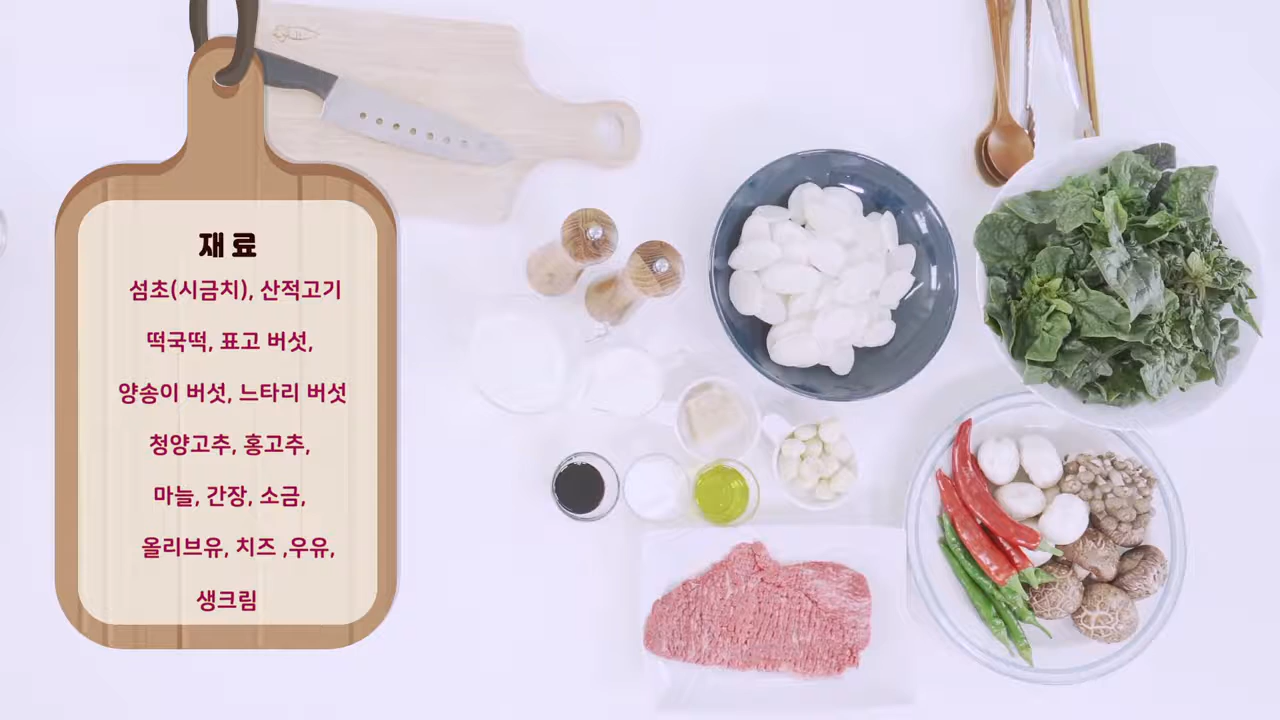 재료
섬초(시금치), 산적고기
떡국떡, 표고 버섯,
양송이 버섯, 느타리 버섯
청양고추, 홍고추,
마늘, 간장, 소금,
올리브유, 치즈 ,우유,
생크림